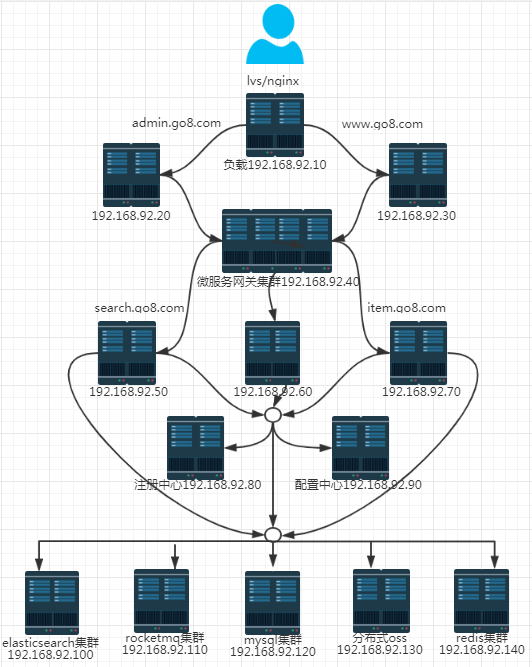 lvs/nginx
admin.go8.com
www.go8.com
负载192.168.92.10
192.168.92.20
192.168.92.30
微服务网关集群192.168.92.40
search.go8.com
item.go8.com
192.168.92.50
192.168.92.60
192.168.92.70
注册中心192.168.92.80
配置中心192.168.92.90
elasticsearch集群
192.168.92.100
rocketmq集群
192.168.92.110
mysql集群
192.168.92.120
分布式oss
192.168.92.130
redis集群
192.168.92.140